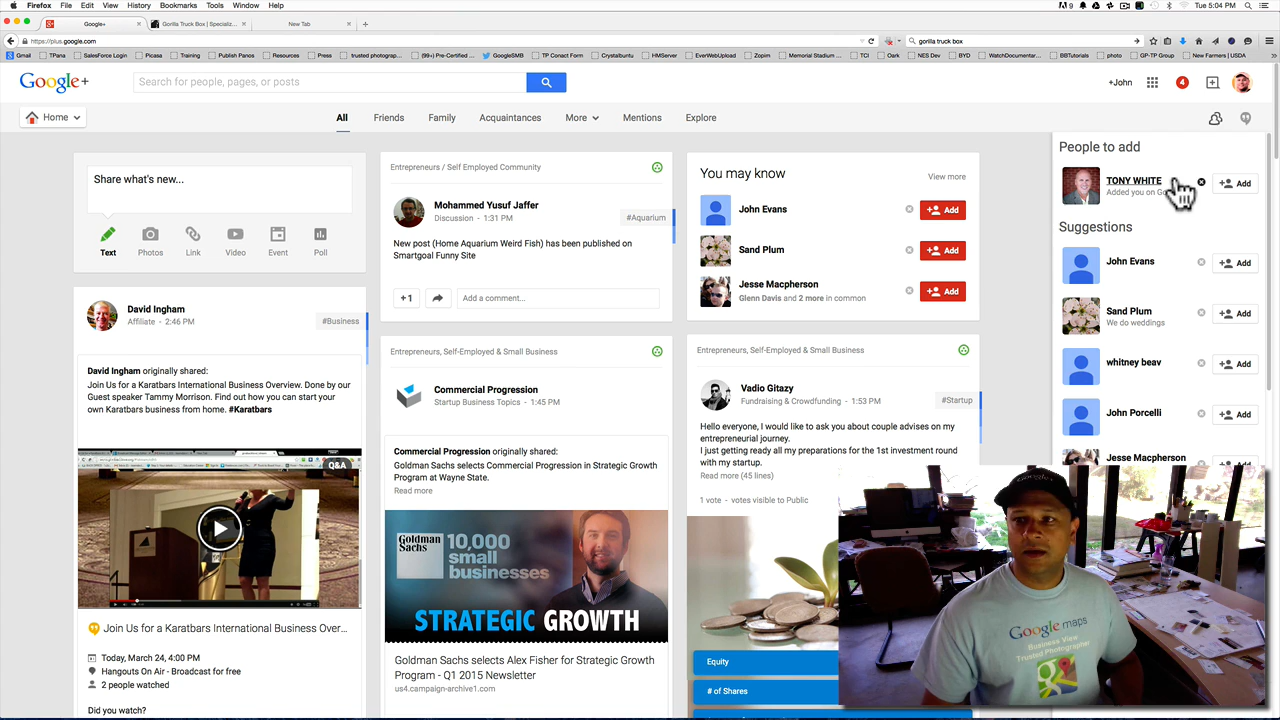 Firefox File Edit View History Bookmarks Tools Window Help
9 Tue 5:04 PM
Google+
Gorilla Truck Box | Specializ...
New Tab
https://plus.google.com
gorilla truck box
Gmail TPana SalesForce Login Picasa Training Publish Panos Resources Press trusted photograp... (99+) Pre-Certified ... GoogleSMB TP Conact Form Crystalbuntu HMServer EverWebUpload Zopim Memorial Stadium ... TCI Oark NES Dev BYD WatchDocumentar... BBTutorials photo GP-TP Group New Farmers | USDA
Google+
Search for people, pages, or posts
+John
4
Home
All Friends Family Acquaintances More Mentions Explore
Share what's new...
Text Photos Link Video Event Poll
David Ingham
Affiliate - 2:46 PM
#Business
David Ingham originally shared:
Join Us for a Karatbars International Business Overview. Done by our
Guest speaker Tammy Morrison. Find out how you can start your
own Karatbars business from home. #Karatbars
Q&A
Join Us for a Karatbars International Business Over...
Today, March 24, 4:00 PM
Hangouts On Air - Broadcast for free
2 people watched
Did you watch?
Entrepreneurs / Self Employed Community
Mohammed Yusuf Jaffer
Discussion - 1:31 PM
#Aquarium
New post (Home Aquarium Weird Fish) has been published on
Smartgoal Funny Site
+1
Add a comment...
Entrepreneurs, Self-Employed & Small Business
Commercial Progression
Startup Business Topics - 1:45 PM
Commercial Progression originally shared:
Goldman Sachs selects Commercial Progression in Strategic Growth
Program at Wayne State.
Read more
Goldman
Sachs
10,000
small
businesses
STRATEGIC GROWTH
Goldman Sachs selects Alex Fisher for Strategic Growth
Program - Q1 2015 Newsletter
us4.campaign-archive1.com
You may know
View more
John Evans
Add
Sand Plum
Add
Jesse Macpherson
Glenn Davis and 2 more in common
Add
Entrepreneurs, Self-Employed & Small Business
Vadio Gitazy
Fundraising & Crowdfunding - 1:53 PM
#Startup
Hello everyone, I would like to ask you about couple advises on my
entrepreneurial journey.
I just getting ready all my preparations for the 1st investment round
with my startup.
Read more (45 lines)
1 vote - votes visible to Public
Equity
# of Shares
People to add
TONY WHITE
Added you on Go
Add
Suggestions
John Evans
Add
Sand Plum
We do weddings
Add
whitney beav
Add
John Porcelli
Add
Jesse Macpherson
Google
Google maps
Business View
Trusted Photographer